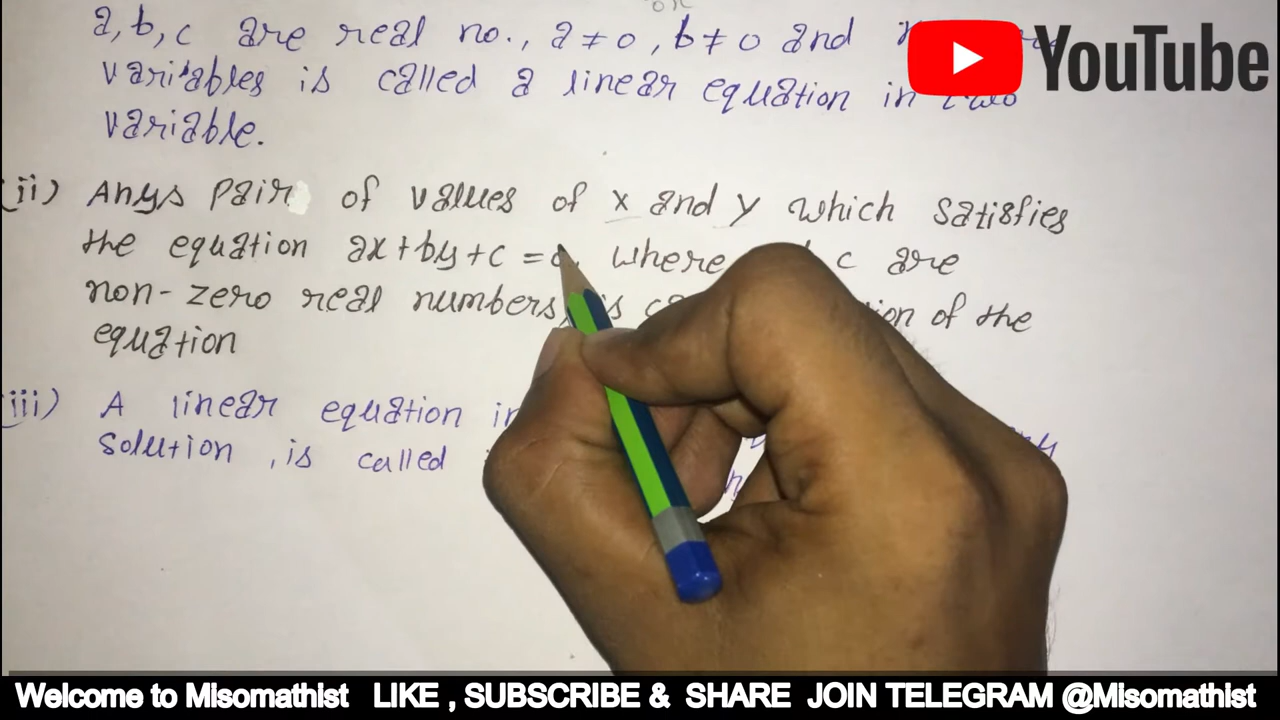 a, b, c are real no., a ≠ 0, b ≠ 0 and
YouTube
variables is called a linear equation in two
variable.
(ii) Anys pair of values of x and y which satisfies
the equation ax+by+c = where c are
non-zero real numbers, is of the
equation
(iii) A linear equation
solution, is called
Welcome to Misomathist LIKE , SUBSCRIBE & SHARE JOIN TELEGRAM @Misomathist